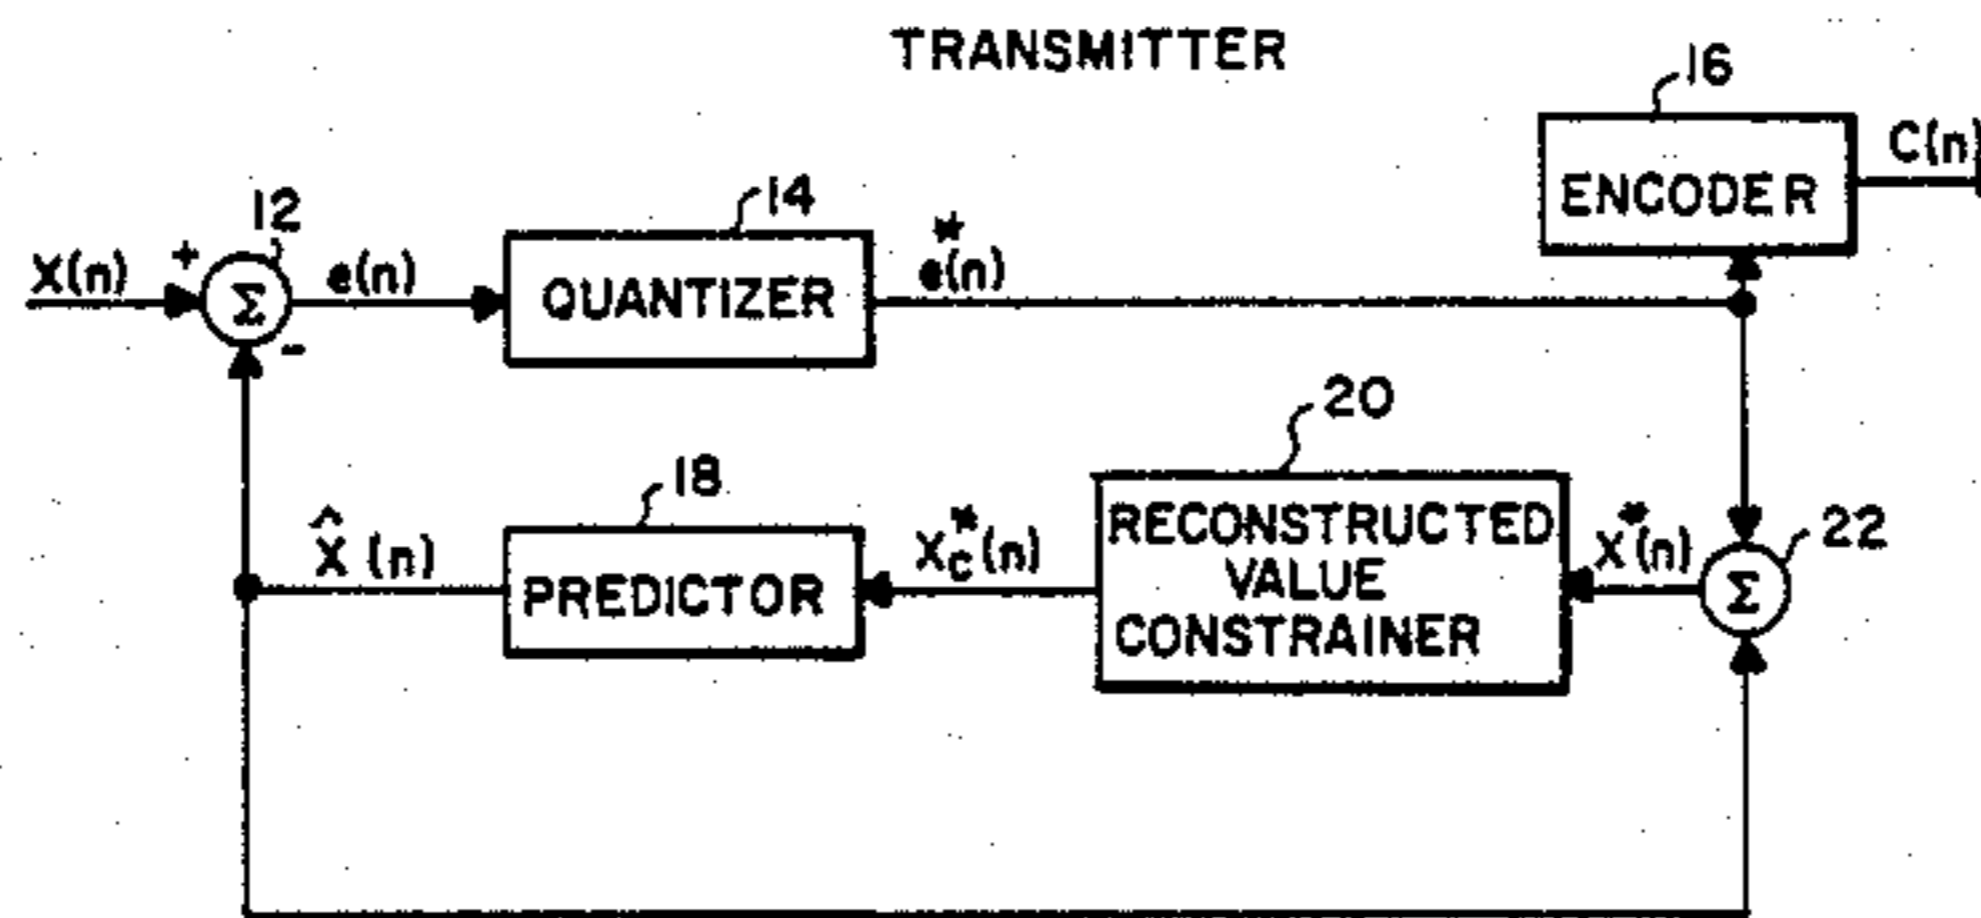 TRANSMITTER
16
C(n)
ENCODER
12
14
X(n)
+
Σ
e(n)
QUANTIZER
e*(n)
-
20
18
X̂(n)
PREDICTOR
Xc*(n)
RECONSTRUCTED
VALUE
CONSTRAINER
X*(n)
Σ
22